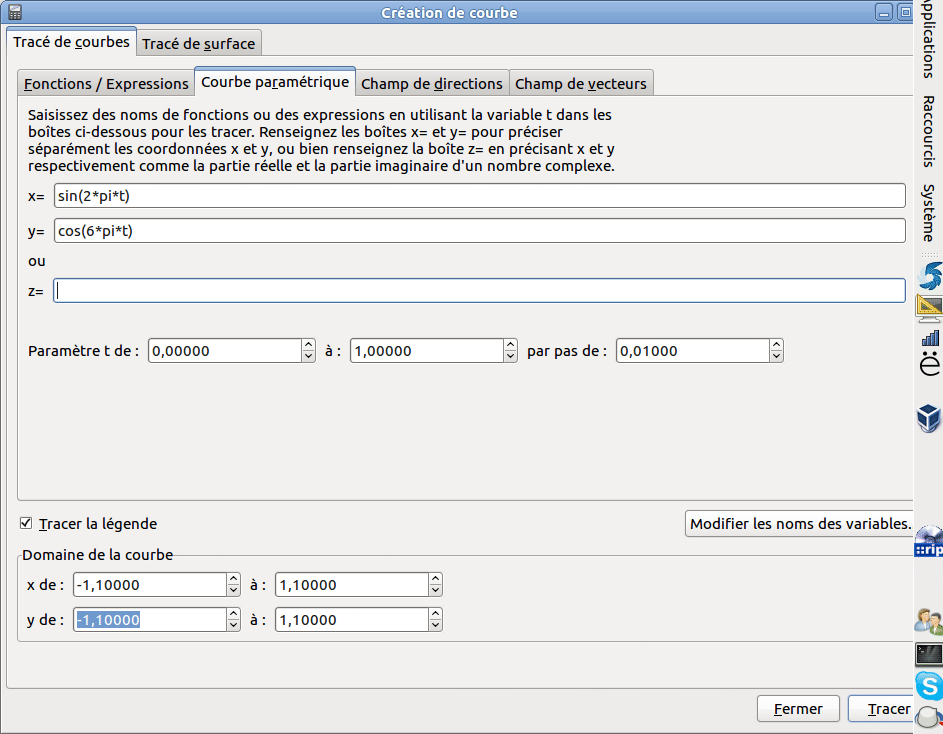 Création de courbe
Tracé de courbes
Tracé de surface
Fonctions / Expressions
Courbe paramétrique
Champ de directions
Champ de vecteurs
Saisissez des noms de fonctions ou des expressions en utilisant la variable t dans les
boîtes ci-dessous pour les tracer. Renseignez les boîtes x= et y= pour préciser
séparément les coordonnées x et y, ou bien renseignez la boîte z= en précisant x et y
respectivement comme la partie réelle et la partie imaginaire d'un nombre complexe.
x= sin(2*pi*t)
y= cos(6*pi*t)
ou
z=
Paramètre t de : 0,00000 à : 1,00000 par pas de : 0,01000
Tracer la légende
Modifier les noms des variables.
Domaine de la courbe
x de : -1,10000 à : 1,10000
y de : -1,10000 à : 1,10000
Fermer
Tracer
Applications
Raccourcis
Système
ë
::rip
S